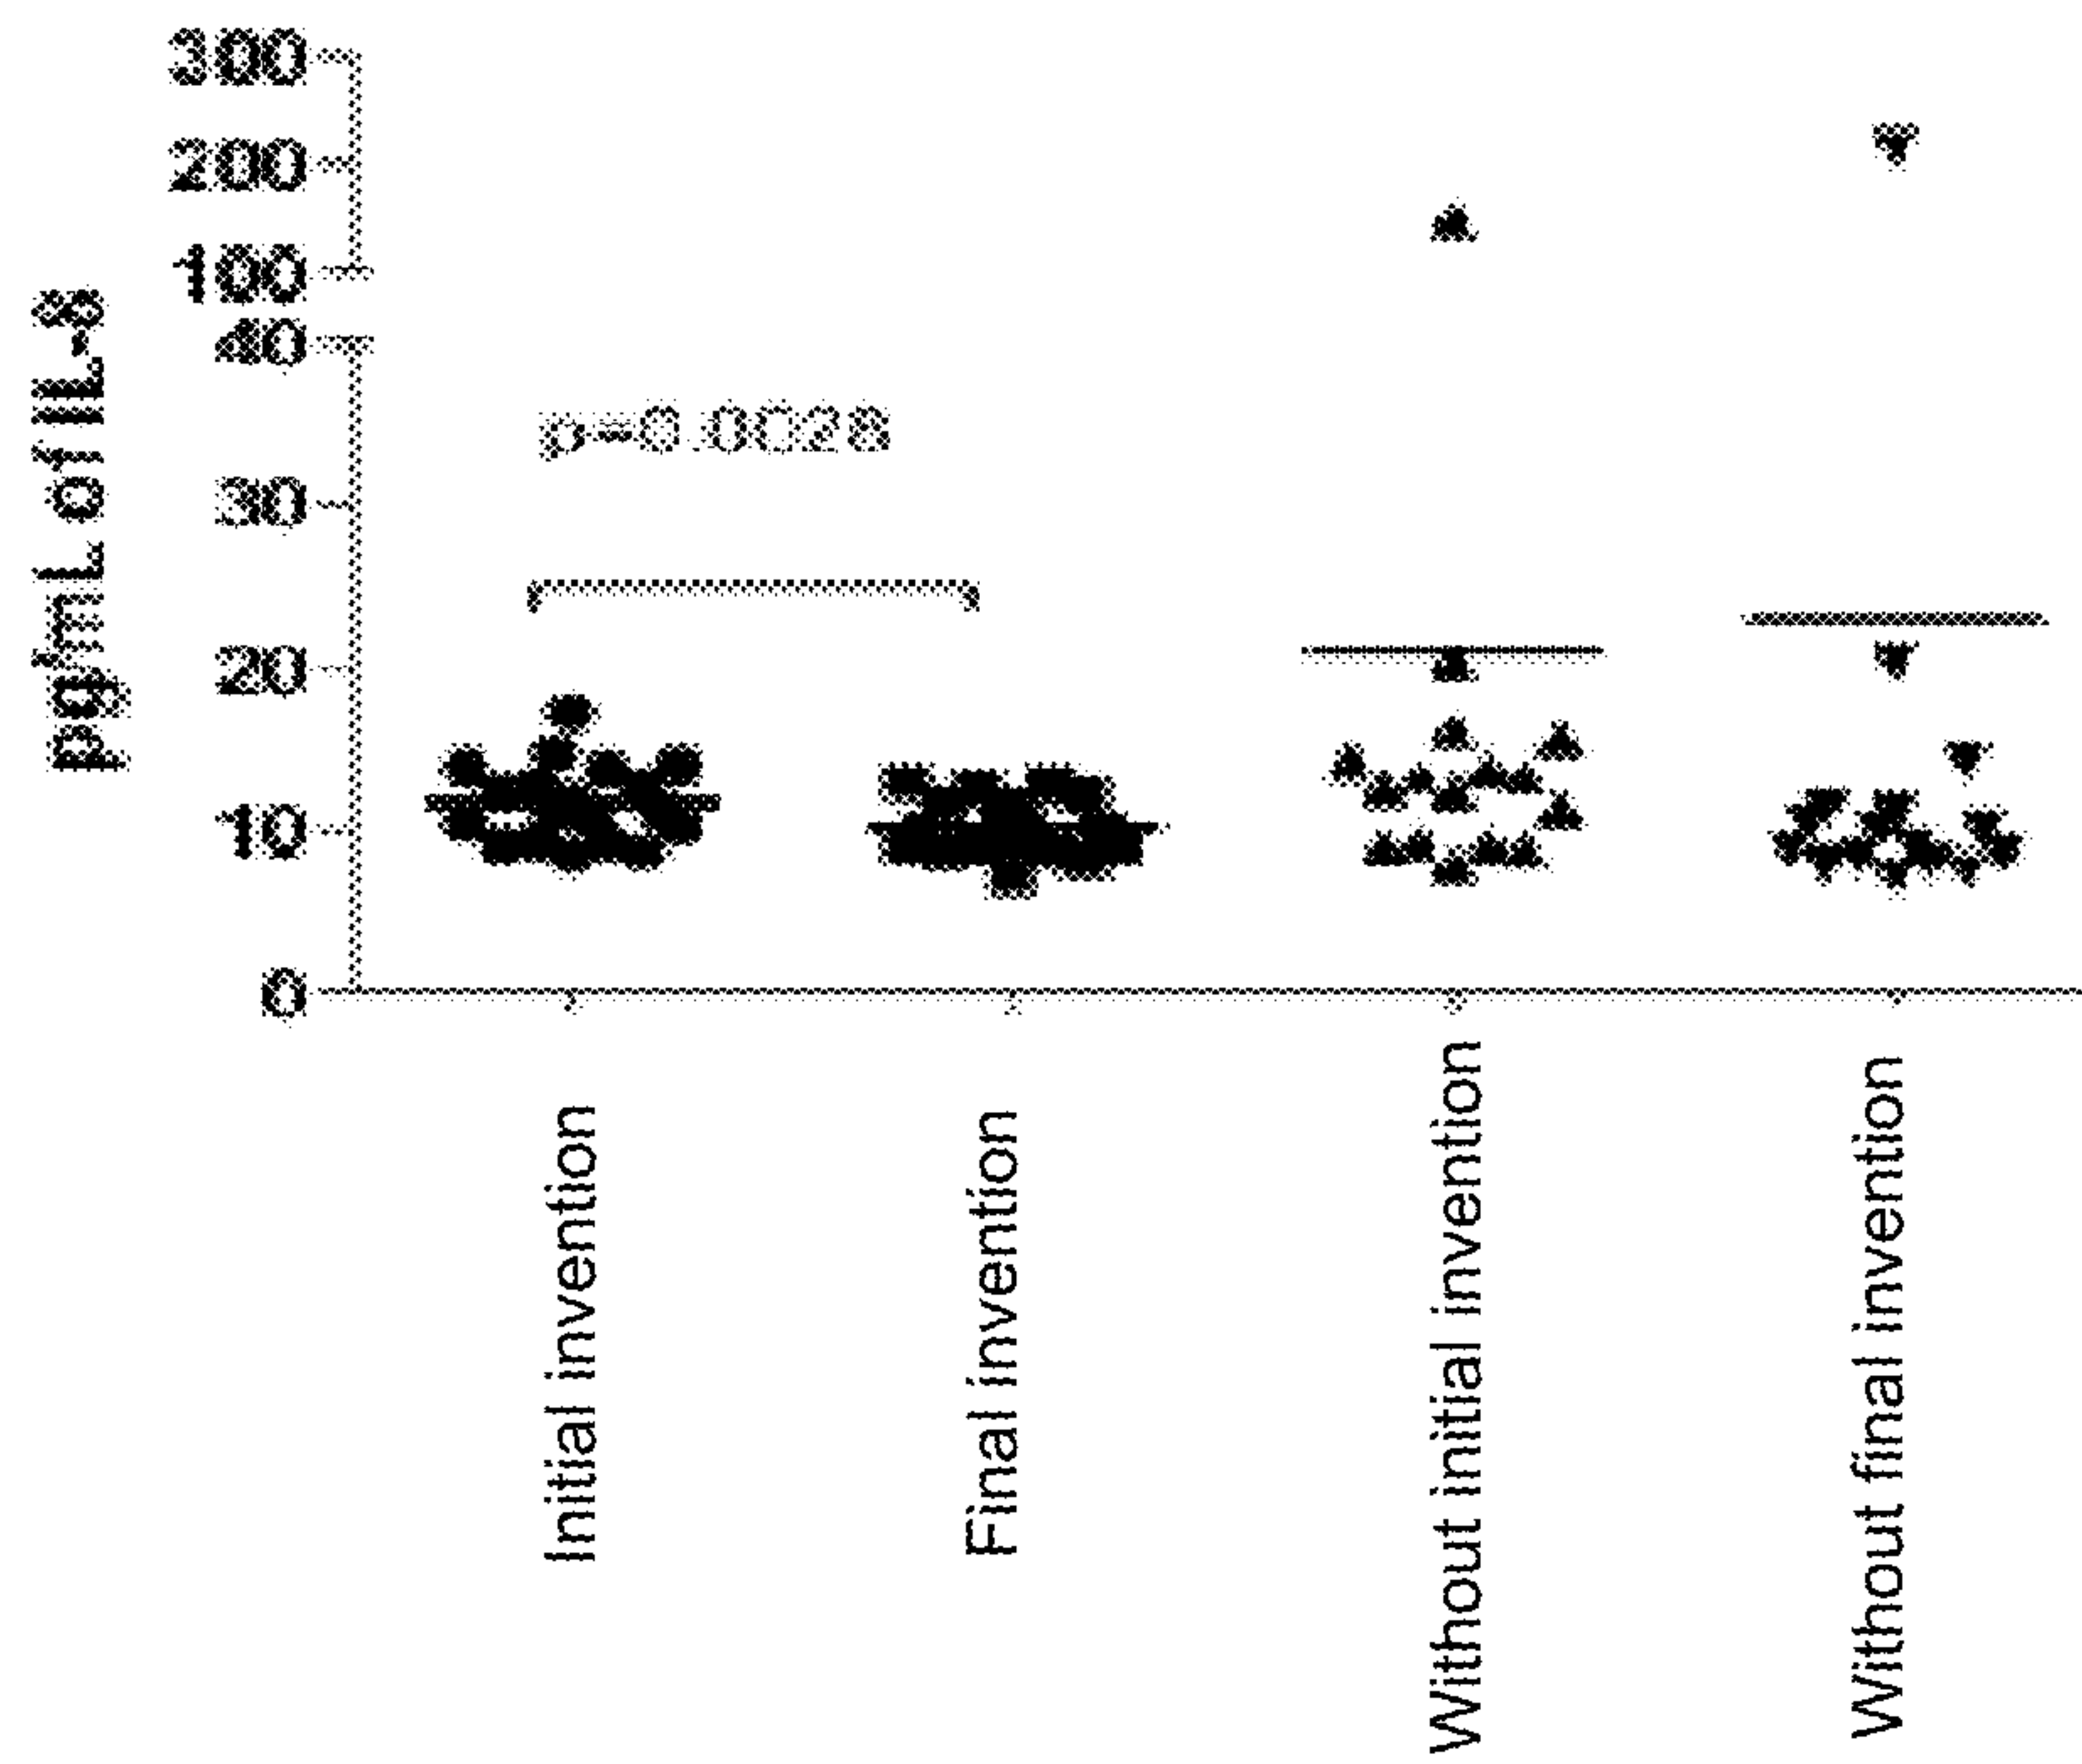 300
200
100
40
30
20
10
0
pg/mL of IL-8
p=0.0028
Initial invention
Final invention
Without initial invention
Without final invention